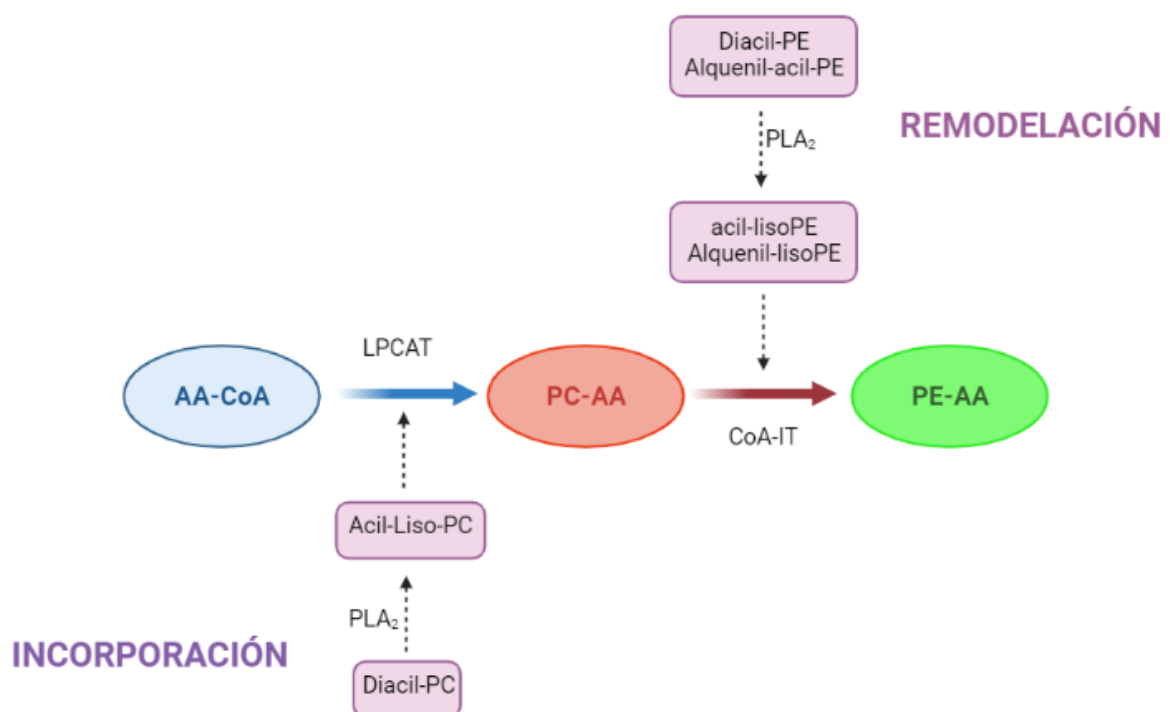 Diacil-PE
Alquenil-acil-PE
REMODELACIÓN
PLA₂
acil-lisoPE
Alquenil-lisoPE
LPCAT
AA-CoA
PC-AA
PE-AA
CoA-IT
Acil-Liso-PC
PLA₂
INCORPORACIÓN
Diacil-PC